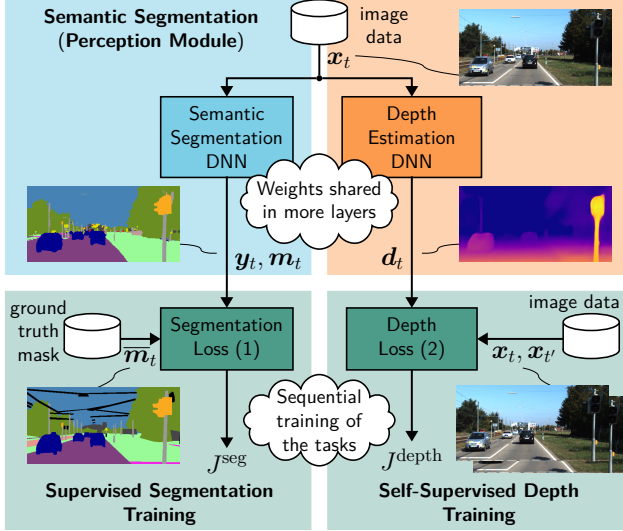 Semantic Segmentation
(Perception Module)
image
data
x_t
Semantic
Segmentation
DNN
Depth
Estimation
DNN
Weights shared
in more layers
y_t, m_t
d_t
ground
truth
mask
m̅_t
Segmentation
Loss (1)
Depth
Loss (2)
image data
x_t, x_t′
Sequential
training of
the tasks
J^seg
J^depth
Supervised Segmentation
Training
Self-Supervised Depth
Training